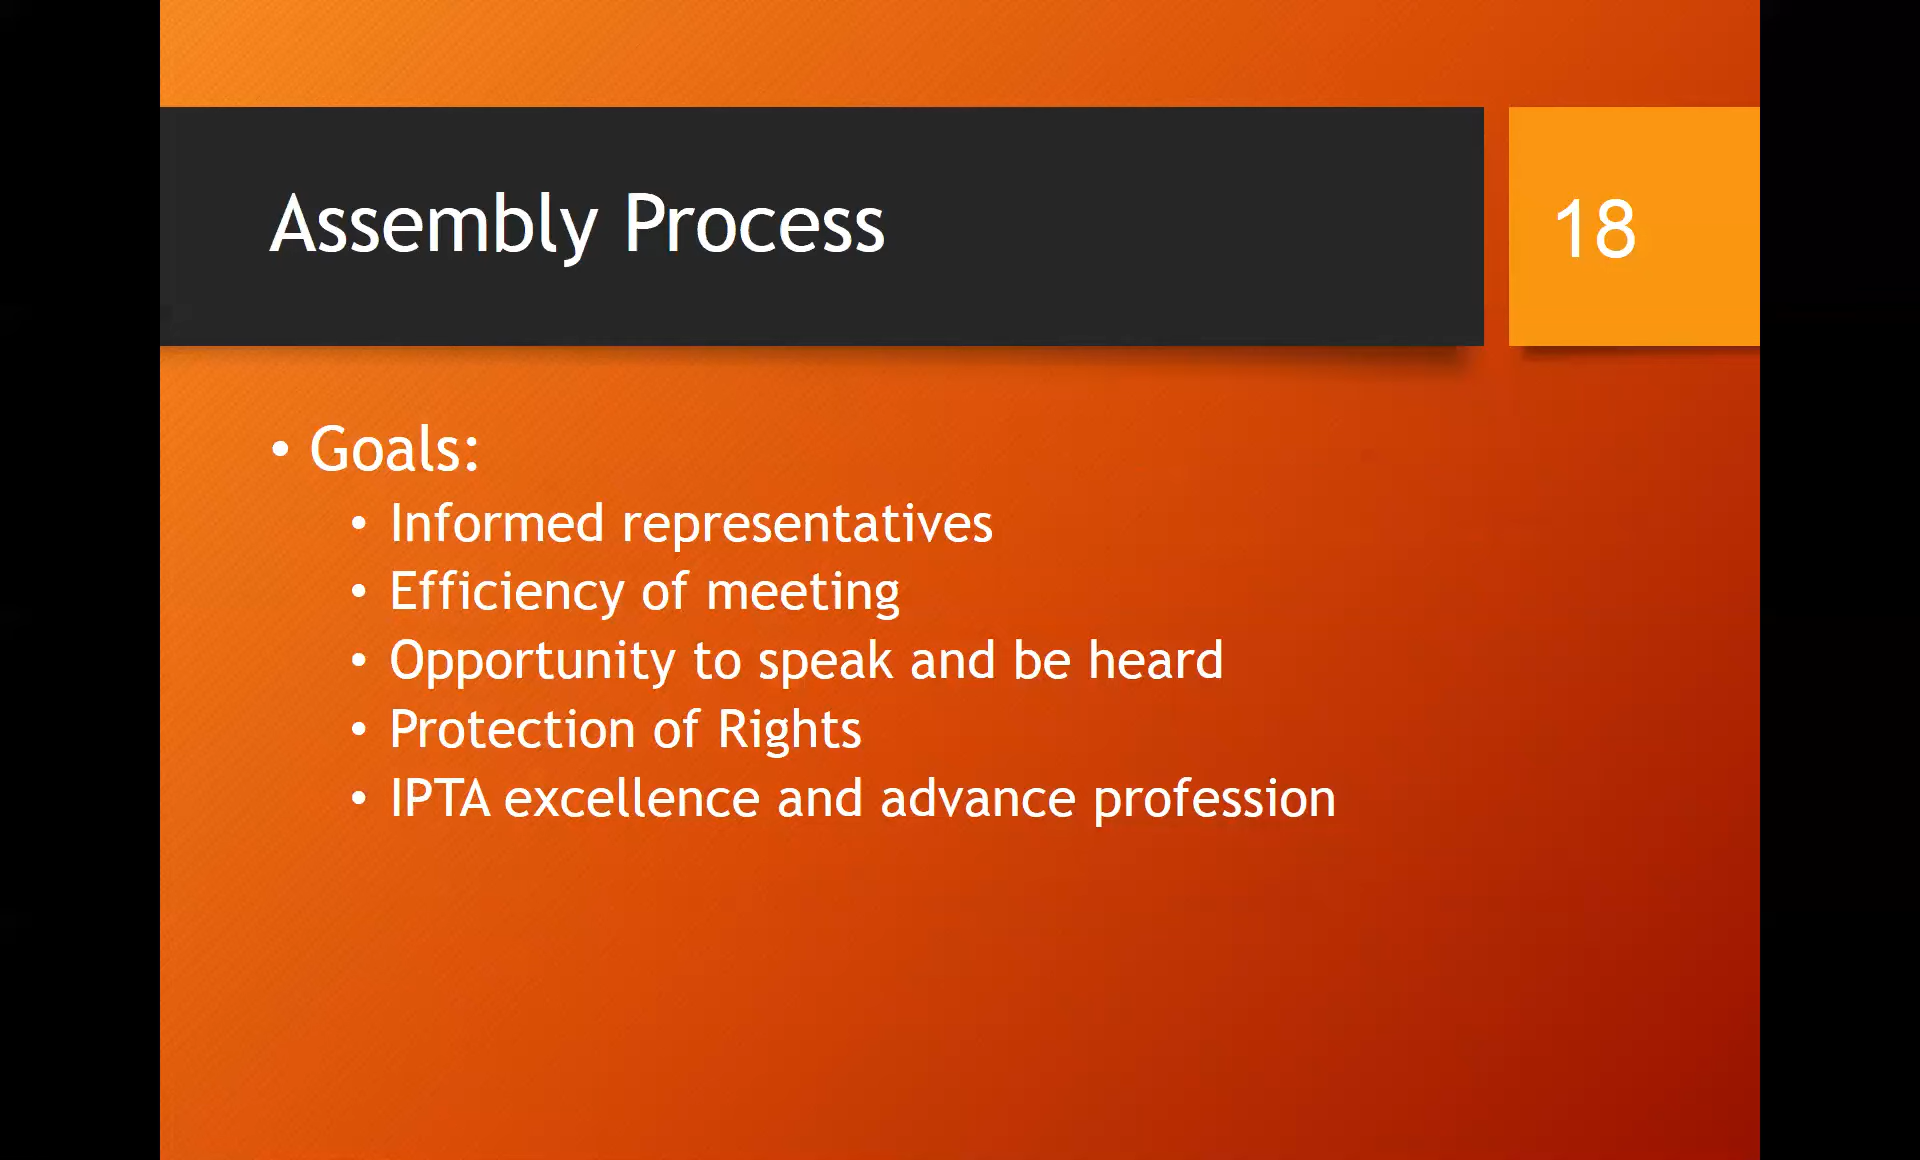 Assembly Process
18
• Goals:
• Informed representatives
• Efficiency of meeting
• Opportunity to speak and be heard
• Protection of Rights
• IPTA excellence and advance profession